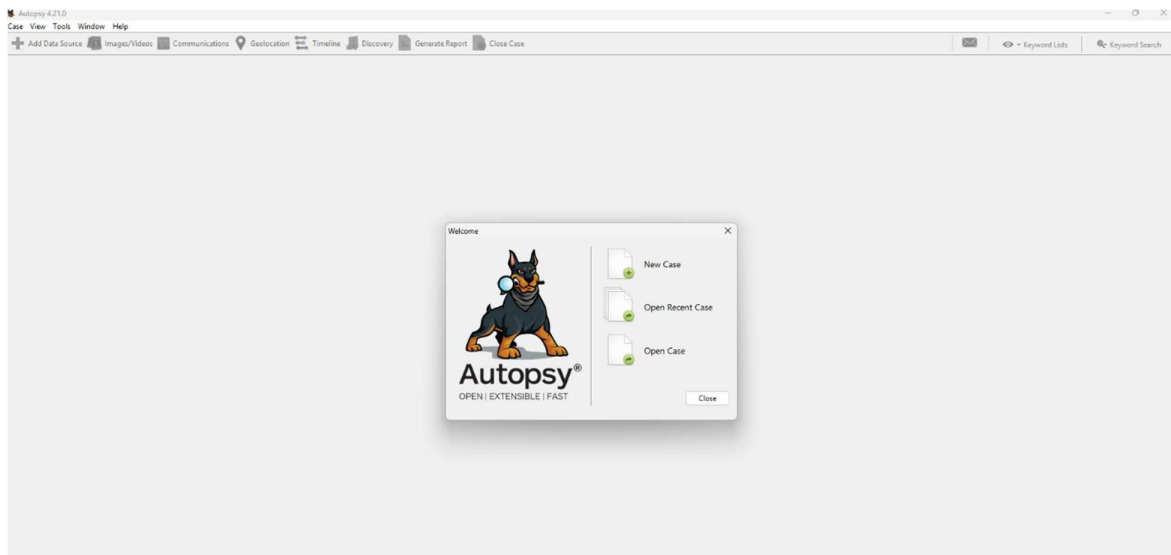 Autopsy 4.21.0
Case View Tools Window Help
Add Data Source Images/Videos Communications Geolocation Timeline Discovery Generate Report Close Case Keyword Lists Keyword Search
Welcome
New Case
Open Recent Case
Open Case
Autopsy®
OPEN | EXTENSIBLE | FAST
Close